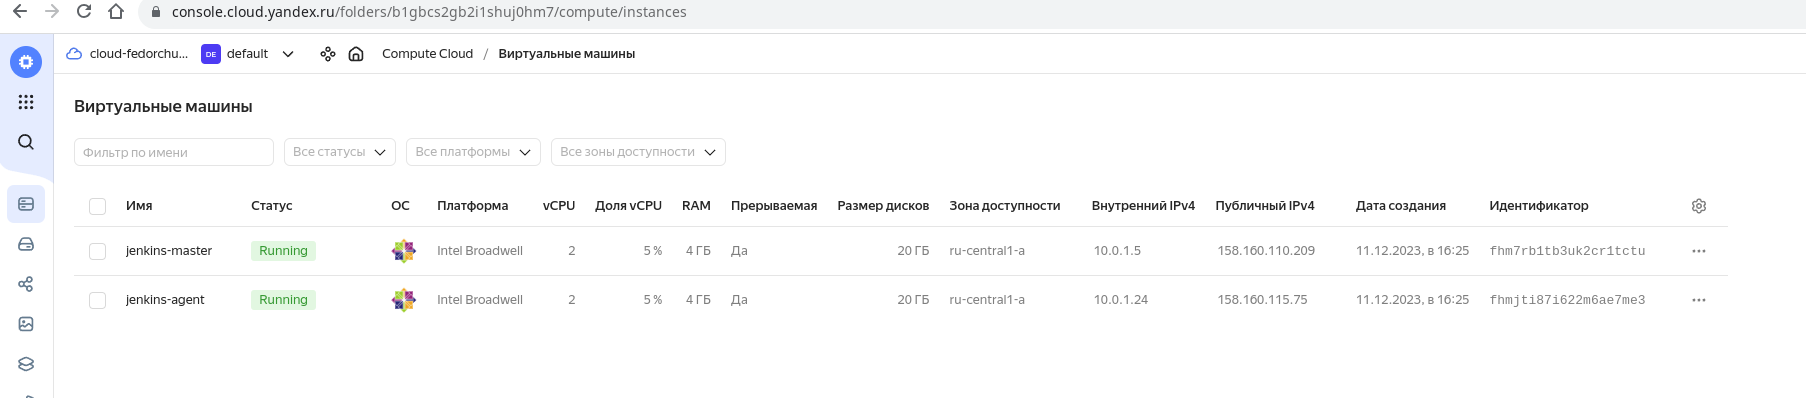 console.cloud.yandex.ru/folders/b1gbcs2gb2i1shuj0hm7/compute/instances
cloud-fedorchu... DE default Compute Cloud / Виртуальные машины
Виртуальные машины
Фильтр по имени Все статусы Все платформы Все зоны доступности
Имя Статус ОС Платформа vCPU Доля vCPU RAM Прерываемая Размер дисков Зона доступности Внутренний IPv4 Публичный IPv4 Дата создания Идентификатор
jenkins-master Running Intel Broadwell 2 5 % 4 ГБ Да 20 ГБ ru-central1-a 10.0.1.5 158.160.110.209 11.12.2023, в 16:25 fhm7rb1tb3uk2cr1tctu
jenkins-agent Running Intel Broadwell 2 5 % 4 ГБ Да 20 ГБ ru-central1-a 10.0.1.24 158.160.115.75 11.12.2023, в 16:25 fhmjti87i622m6ae7me3